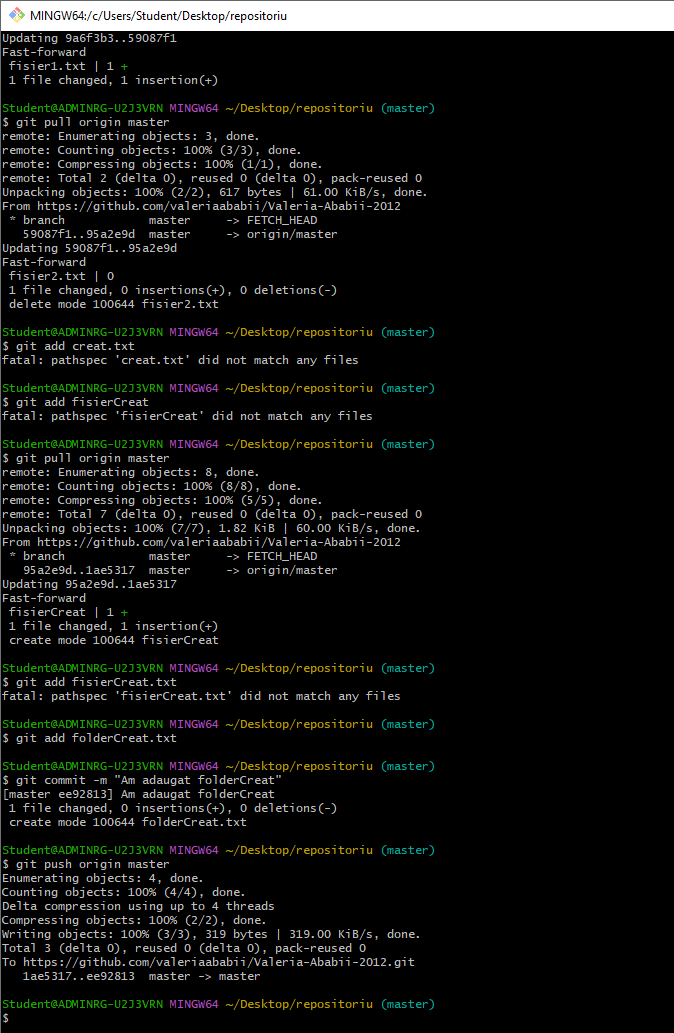 MINGW64:/c/Users/Student/Desktop/repositoriu
Updating 9a6f3b3..59087f1
Fast-forward
 fisier1.txt | 1 +
 1 file changed, 1 insertion(+)

Student@ADMINRG-U2J3VRN MINGW64 ~/Desktop/repositoriu (master)
$ git pull origin master
remote: Enumerating objects: 3, done.
remote: Counting objects: 100% (3/3), done.
remote: Compressing objects: 100% (1/1), done.
remote: Total 2 (delta 0), reused 0 (delta 0), pack-reused 0
Unpacking objects: 100% (2/2), 617 bytes | 61.00 KiB/s, done.
From https://github.com/valeriaababii/Valeria-Ababii-2012
 * branch            master     -> FETCH_HEAD
   59087f1..95a2e9d  master     -> origin/master
Updating 59087f1..95a2e9d
Fast-forward
 fisier2.txt | 0
 1 file changed, 0 insertions(+), 0 deletions(-)
 delete mode 100644 fisier2.txt

Student@ADMINRG-U2J3VRN MINGW64 ~/Desktop/repositoriu (master)
$ git add creat.txt
fatal: pathspec 'creat.txt' did not match any files

Student@ADMINRG-U2J3VRN MINGW64 ~/Desktop/repositoriu (master)
$ git add fisierCreat
fatal: pathspec 'fisierCreat' did not match any files

Student@ADMINRG-U2J3VRN MINGW64 ~/Desktop/repositoriu (master)
$ git pull origin master
remote: Enumerating objects: 8, done.
remote: Counting objects: 100% (8/8), done.
remote: Compressing objects: 100% (5/5), done.
remote: Total 7 (delta 0), reused 0 (delta 0), pack-reused 0
Unpacking objects: 100% (7/7), 1.82 KiB | 60.00 KiB/s, done.
From https://github.com/valeriaababii/Valeria-Ababii-2012
 * branch            master     -> FETCH_HEAD
   95a2e9d..1ae5317  master     -> origin/master
Updating 95a2e9d..1ae5317
Fast-forward
 fisierCreat | 1 +
 1 file changed, 1 insertion(+)
 create mode 100644 fisierCreat

Student@ADMINRG-U2J3VRN MINGW64 ~/Desktop/repositoriu (master)
$ git add fisierCreat.txt
fatal: pathspec 'fisierCreat.txt' did not match any files

Student@ADMINRG-U2J3VRN MINGW64 ~/Desktop/repositoriu (master)
$ git add folderCreat.txt

Student@ADMINRG-U2J3VRN MINGW64 ~/Desktop/repositoriu (master)
$ git commit -m "Am adaugat folderCreat"
[master ee92813] Am adaugat folderCreat
 1 file changed, 0 insertions(+), 0 deletions(-)
 create mode 100644 folderCreat.txt

Student@ADMINRG-U2J3VRN MINGW64 ~/Desktop/repositoriu (master)
$ git push origin master
Enumerating objects: 4, done.
Counting objects: 100% (4/4), done.
Delta compression using up to 4 threads
Compressing objects: 100% (2/2), done.
Writing objects: 100% (3/3), 319 bytes | 319.00 KiB/s, done.
Total 3 (delta 0), reused 0 (delta 0), pack-reused 0
To https://github.com/valeriaababii/Valeria-Ababii-2012.git
   1ae5317..ee92813  master -> master

Student@ADMINRG-U2J3VRN MINGW64 ~/Desktop/repositoriu (master)
$